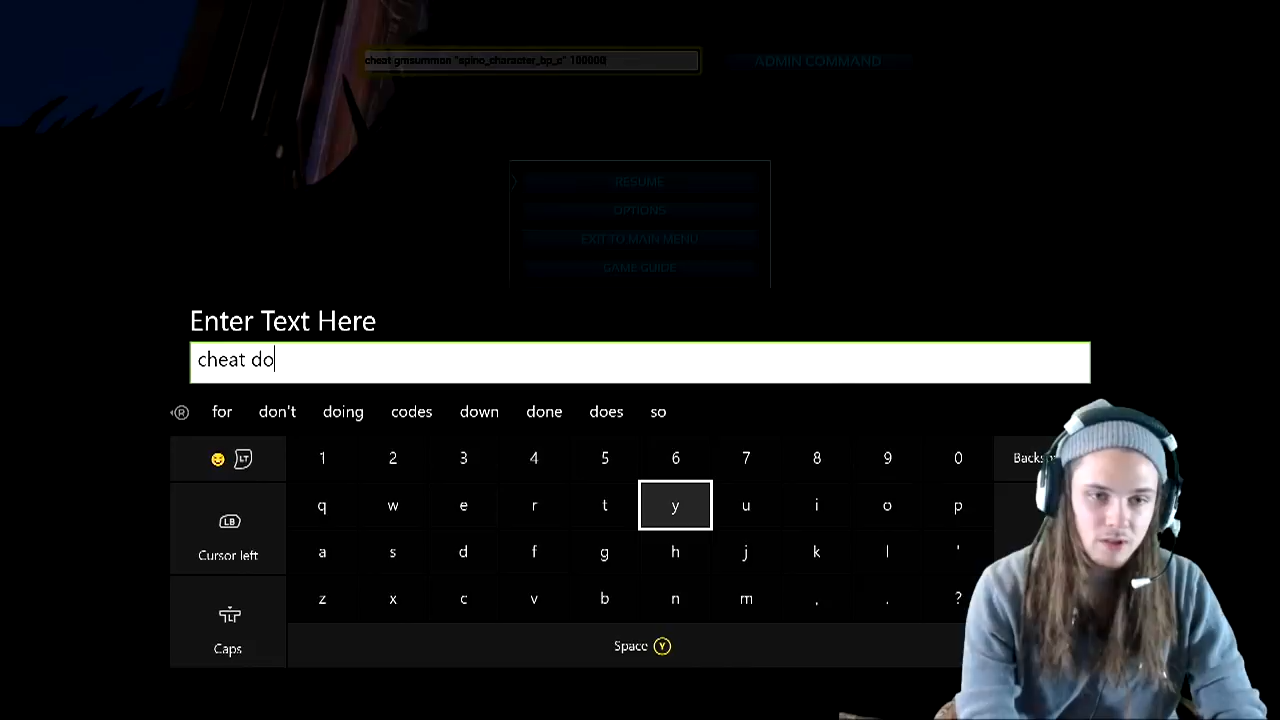 cheat gmsummon "spino_character_bp_c" 100000
ADMIN COMMAND
RESUME
OPTIONS
EXIT TO MAIN MENU
GAME GUIDE
Enter Text Here
cheat do
R for don't doing codes down done does so
LT 1 2 3 4 5 6 7 8 9 0
q w e r t y u i o p
LB
Cursor left
a s d f g h j k l '
z x c v b n m , . ?
Caps
Space Y